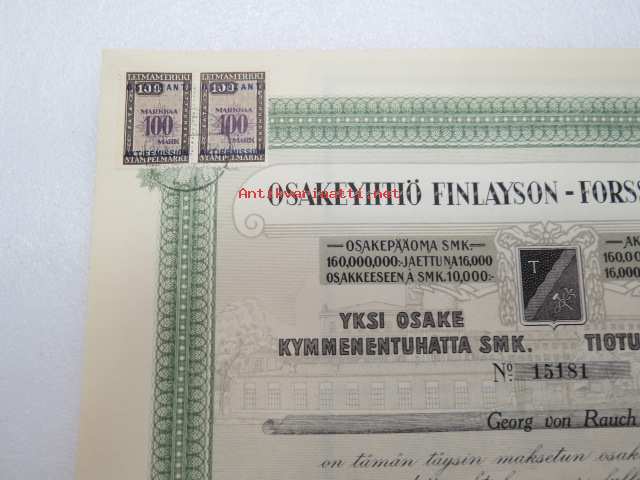 LEIMAMERKKI LEIMAMERKKI
100 100
MARKKAA MARKKAA
100 100
MARK MARK
AKTIEEMISSION AKTIEEMISSION
STÄMPELMÄRKE STÄMPELMÄRKE
Antikvariaatti.net
OSAKEYHTIÖ FINLAYSON-FORSS
OSAKEPÄÄOMA SMK.
160,000,000:- JAETTUNA 16,000
OSAKKEESEEN À SMK. 10,000:-
AK
160,00
16,000
T
YKSI OSAKE
KYMMENENTUHATTA SMK. TIOTU
No. 15181
Georg von Rauch
on tämän täysin maksetun osak